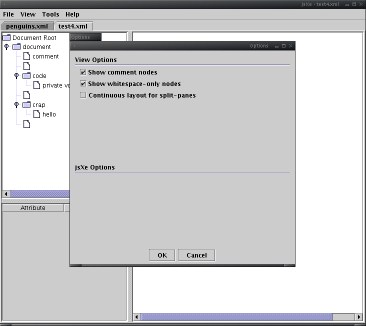 jsXe - test4.xml
File View Tools Help
penguins.xml test4.xml
Document Root
document
comment
code
private v
crap
hello
Attribute
Options
View Options
Show comment nodes
Show whitespace-only nodes
Continuous layout for split-panes
jsXe Options
OK Cancel